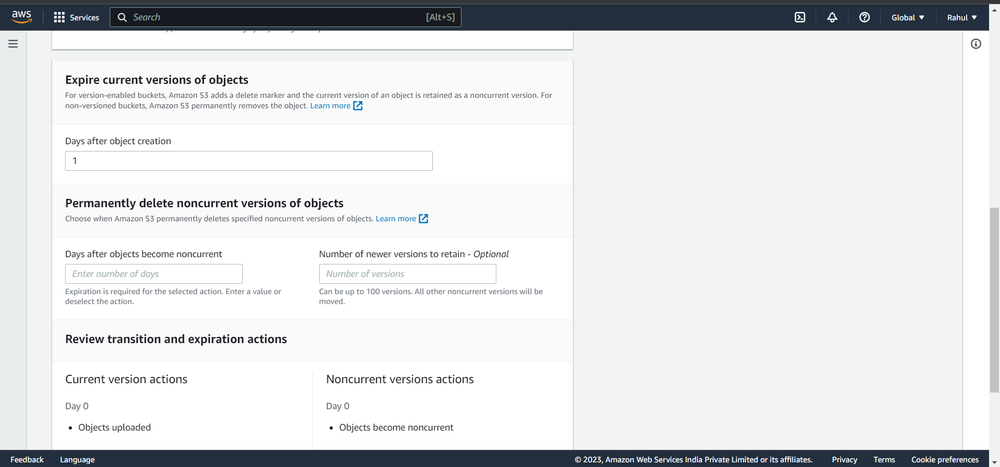 aws
Services
Search
[Alt+S]
Global
Rahul
Expire current versions of objects
For version-enabled buckets, Amazon S3 adds a delete marker and the current version of an object is retained as a noncurrent version. For
non-versioned buckets, Amazon S3 permanently removes the object. Learn more
Days after object creation
1
Permanently delete noncurrent versions of objects
Choose when Amazon S3 permanently deletes specified noncurrent versions of objects. Learn more
Days after objects become noncurrent
Enter number of days
Expiration is required for the selected action. Enter a value or
deselect the action.
Number of newer versions to retain - Optional
Number of versions
Can be up to 100 versions. All other noncurrent versions will be
moved.
Review transition and expiration actions
Current version actions
Day 0
• Objects uploaded
Noncurrent versions actions
Day 0
• Objects become noncurrent
Feedback
Language
© 2023, Amazon Web Services India Private Limited or its affiliates.
Privacy
Terms
Cookie preferences